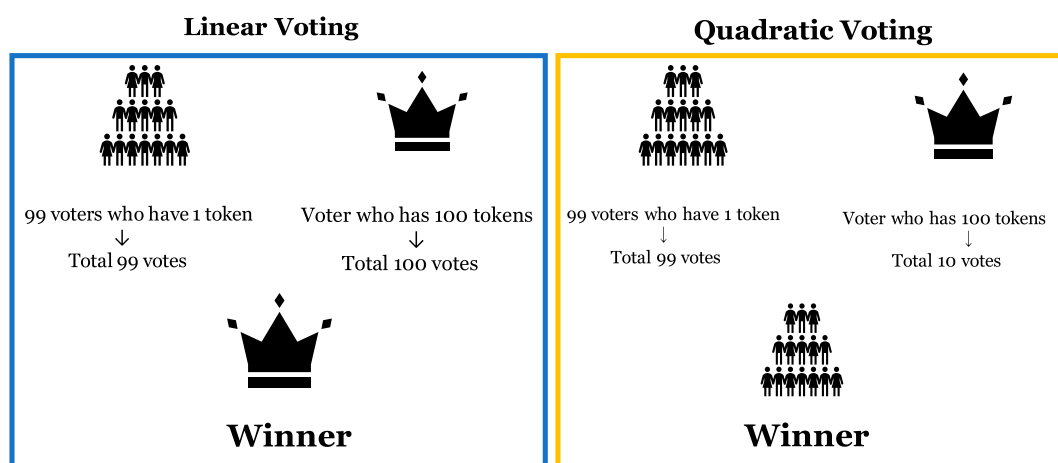 Linear Voting
99 voters who have 1 token
↓
Total 99 votes
Voter who has 100 tokens
↓
Total 100 votes
Winner
Quadratic Voting
99 voters who have 1 token
↓
Total 99 votes
Voter who has 100 tokens
↓
Total 10 votes
Winner